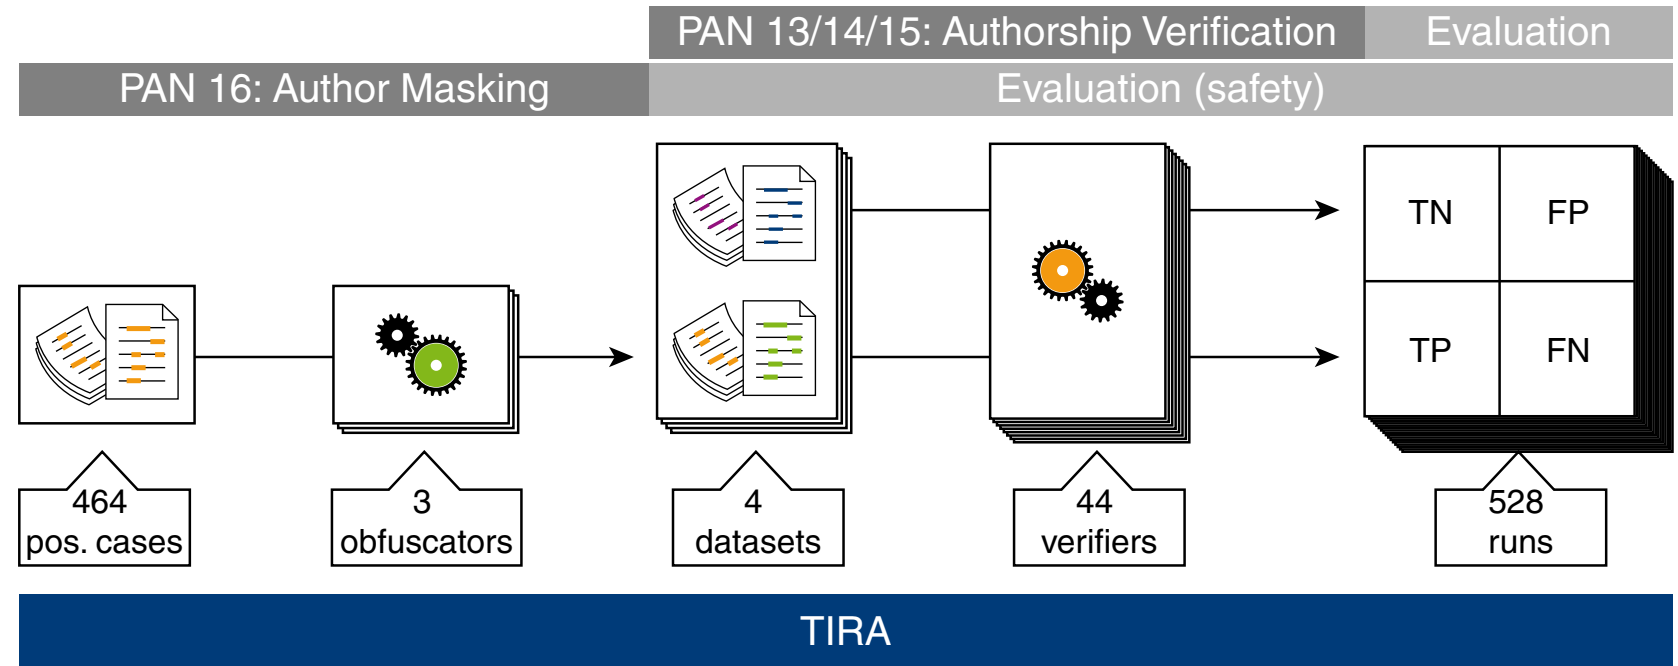 PAN 13/14/15: Authorship Verification
Evaluation
PAN 16: Author Masking
Evaluation (safety)
TN
FP
TP
FN
464
pos. cases
3
obfuscators
4
datasets
44
verifiers
528
runs
TIRA